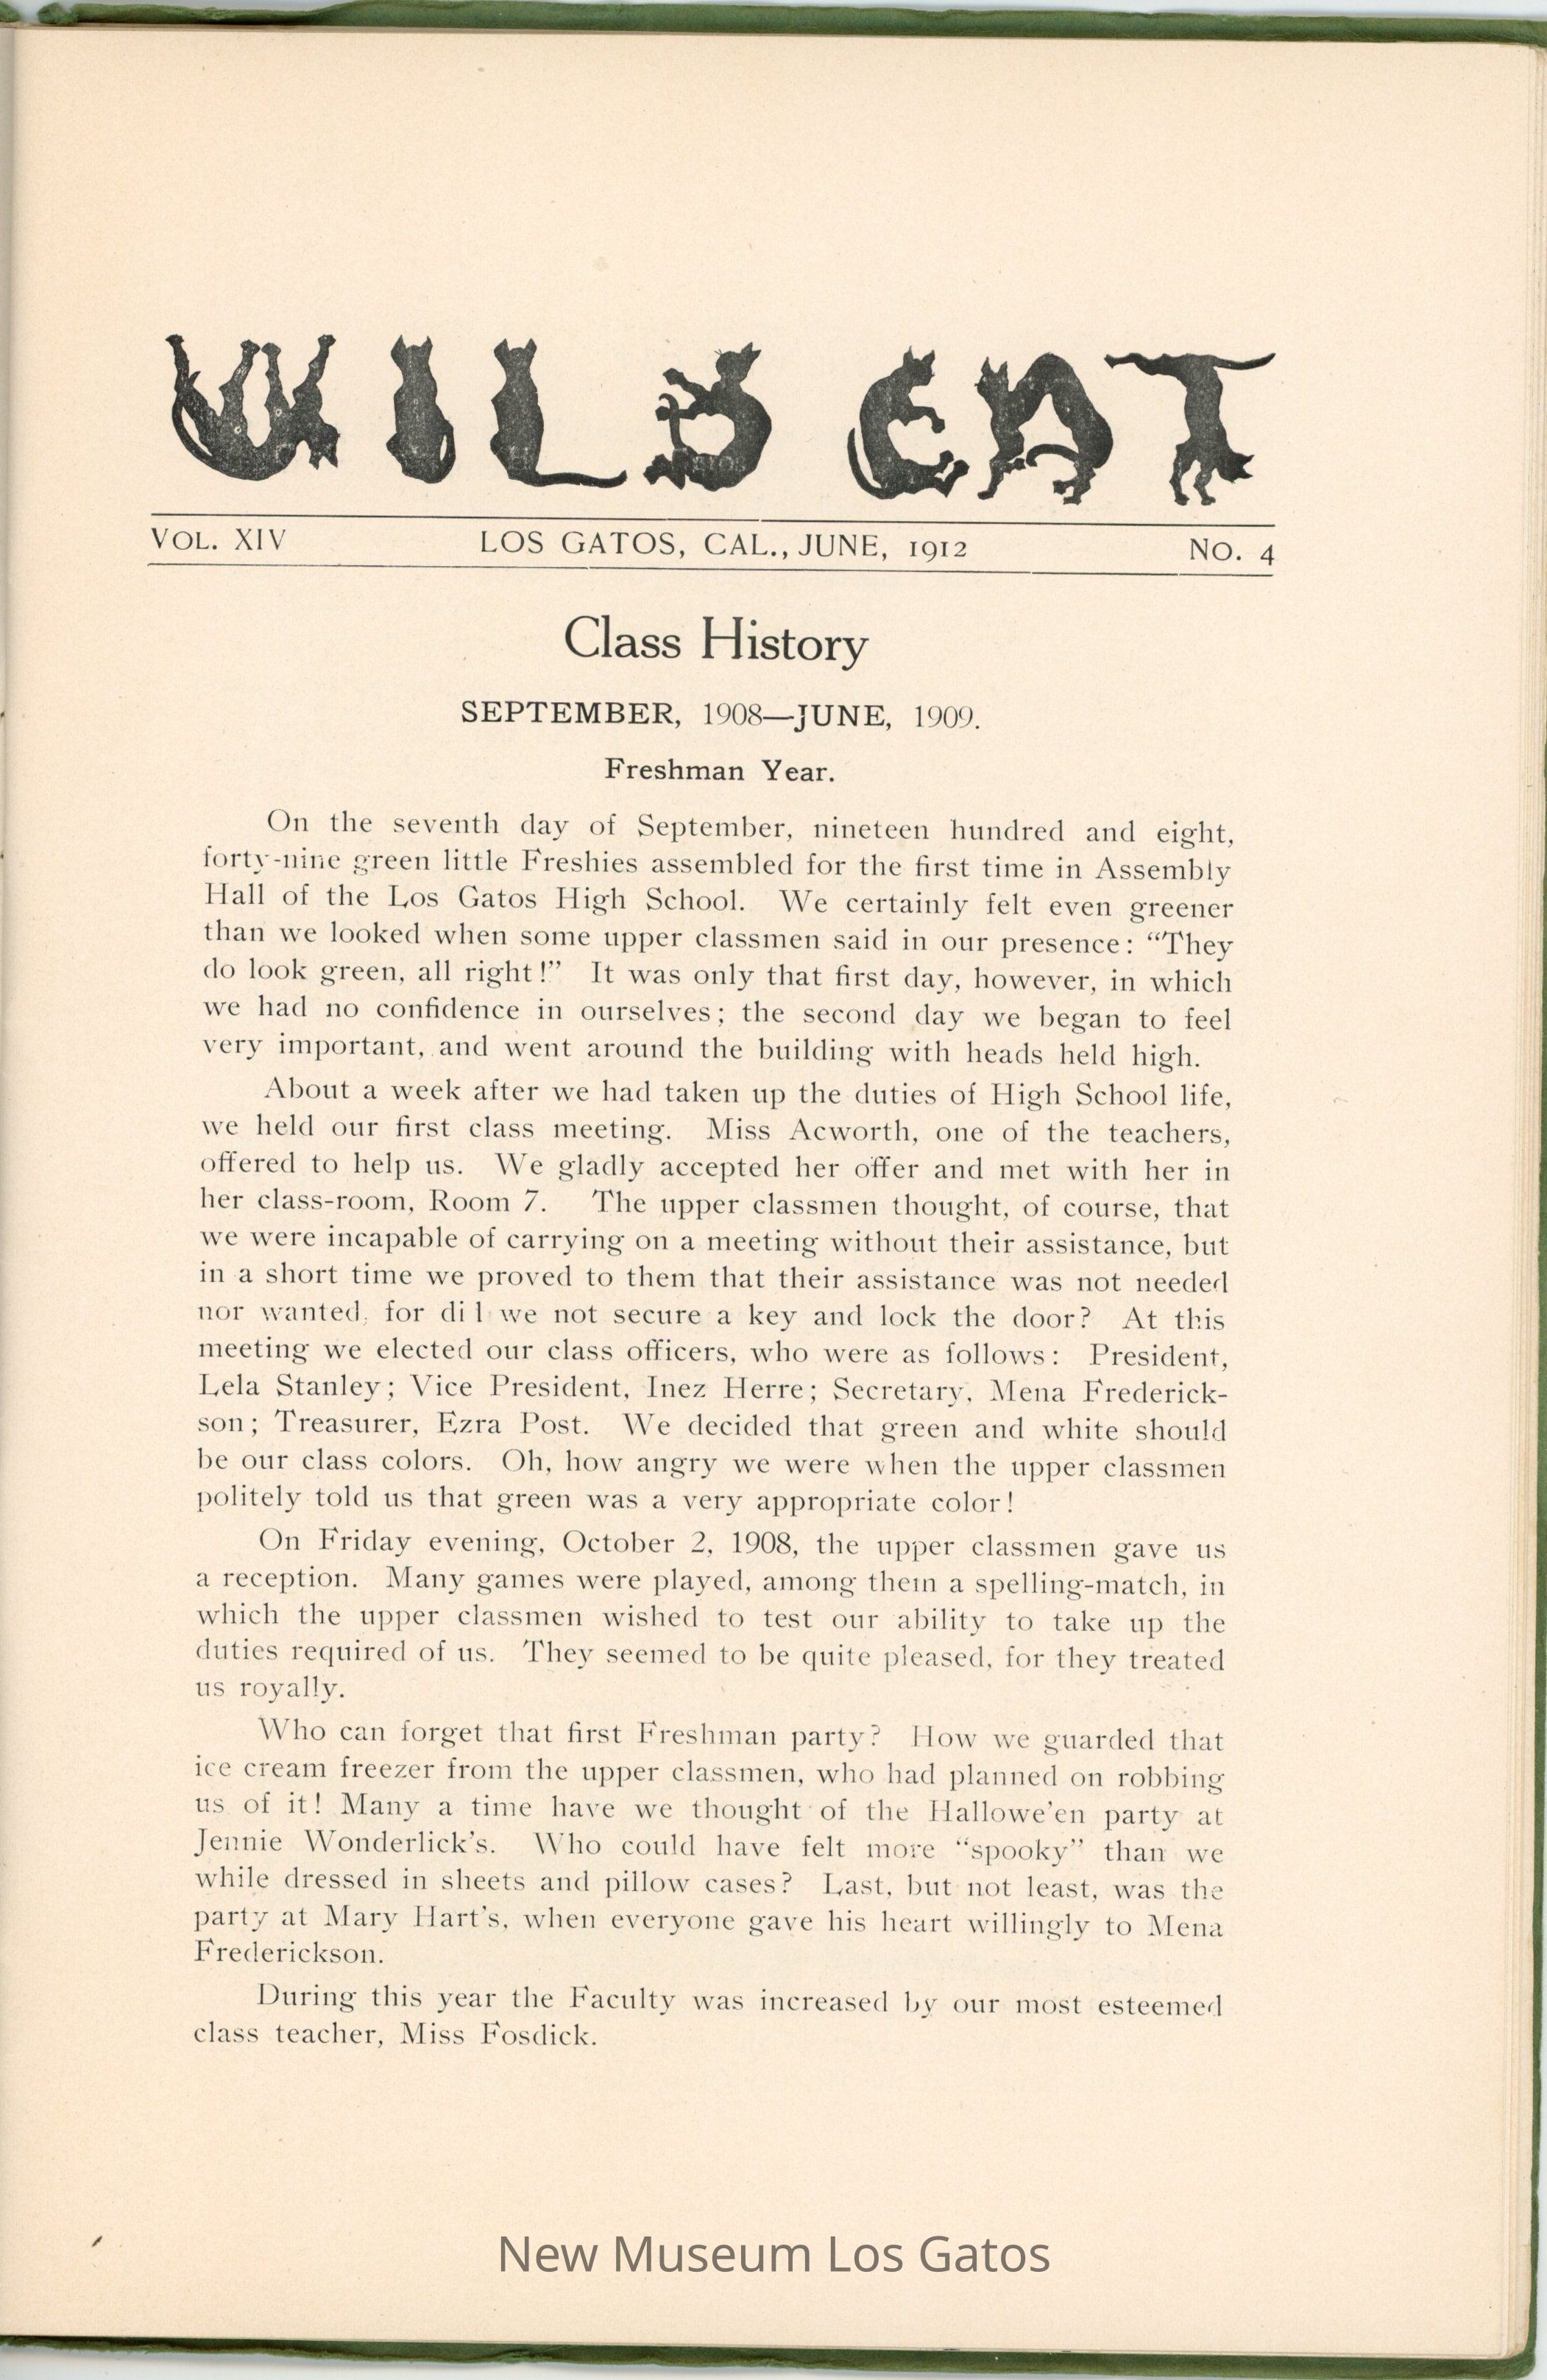 WILD CAT
VOL. XIV LOS GATOS, CAL., JUNE, 1912 NO. 4
Class History
SEPTEMBER, 1908—JUNE, 1909.
Freshman Year.
On the seventh day of September, nineteen hundred and eight,
forty-nine green little Freshies assembled for the first time in Assembly
Hall of the Los Gatos High School. We certainly felt even greener
than we looked when some upper classmen said in our presence: “They
do look green, all right!” It was only that first day, however, in which
we had no confidence in ourselves; the second day we began to feel
very important, and went around the building with heads held high.
About a week after we had taken up the duties of High School life,
we held our first class meeting. Miss Acworth, one of the teachers,
offered to help us. We gladly accepted her offer and met with her in
her class-room, Room 7. The upper classmen thought, of course, that
we were incapable of carrying on a meeting without their assistance, but
in a short time we proved to them that their assistance was not needed
nor wanted, for did we not secure a key and lock the door? At this
meeting we elected our class officers, who were as follows: President,
Lela Stanley; Vice President, Inez Herre; Secretary, Mena Frederick-
son; Treasurer, Ezra Post. We decided that green and white should
be our class colors. Oh, how angry we were when the upper classmen
politely told us that green was a very appropriate color!
On Friday evening, October 2, 1908, the upper classmen gave us
a reception. Many games were played, among them a spelling-match, in
which the upper classmen wished to test our ability to take up the
duties required of us. They seemed to be quite pleased, for they treated
us royally.
Who can forget that first Freshman party? How we guarded that
ice cream freezer from the upper classmen, who had planned on robbing
us of it! Many a time have we thought of the Hallowe’en party at
Jennie Wonderlick’s. Who could have felt more “spooky” than we
while dressed in sheets and pillow cases? Last, but not least, was the
party at Mary Hart’s, when everyone gave his heart willingly to Mena
Frederickson.
During this year the Faculty was increased by our most esteemed
class teacher, Miss Fosdick.
New Museum Los Gatos